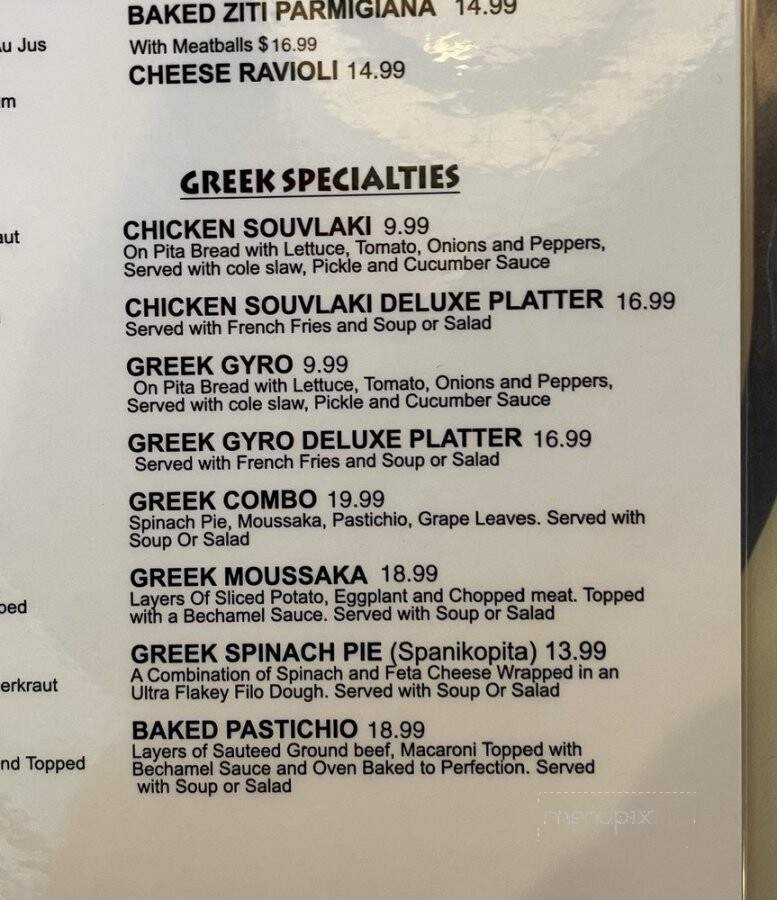 BAKED ZITI PARMIGIANA 14.99
With Meatballs $16.99
CHEESE RAVIOLI 14.99
GREEK SPECIALTIES
CHICKEN SOUVLAKI 9.99
On Pita Bread with Lettuce, Tomato, Onions and Peppers,
Served with cole slaw, Pickle and Cucumber Sauce
CHICKEN SOUVLAKI DELUXE PLATTER 16.99
Served with French Fries and Soup or Salad
GREEK GYRO 9.99
On Pita Bread with Lettuce, Tomato, Onions and Peppers,
Served with cole slaw, Pickle and Cucumber Sauce
GREEK GYRO DELUXE PLATTER 16.99
Served with French Fries and Soup or Salad
GREEK COMBO 19.99
Spinach Pie, Moussaka, Pastichio, Grape Leaves. Served with
Soup Or Salad
GREEK MOUSSAKA 18.99
Layers Of Sliced Potato, Eggplant and Chopped meat. Topped
with a Bechamel Sauce. Served with Soup or Salad
GREEK SPINACH PIE (Spanikopita) 13.99
A Combination of Spinach and Feta Cheese Wrapped in an
Ultra Flakey Filo Dough. Served with Soup Or Salad
BAKED PASTICHIO 18.99
Layers of Sauteed Ground beef, Macaroni Topped with
Bechamel Sauce and Oven Baked to Perfection. Served
with Soup or Salad
Jus
erkraut
Topped
menupix